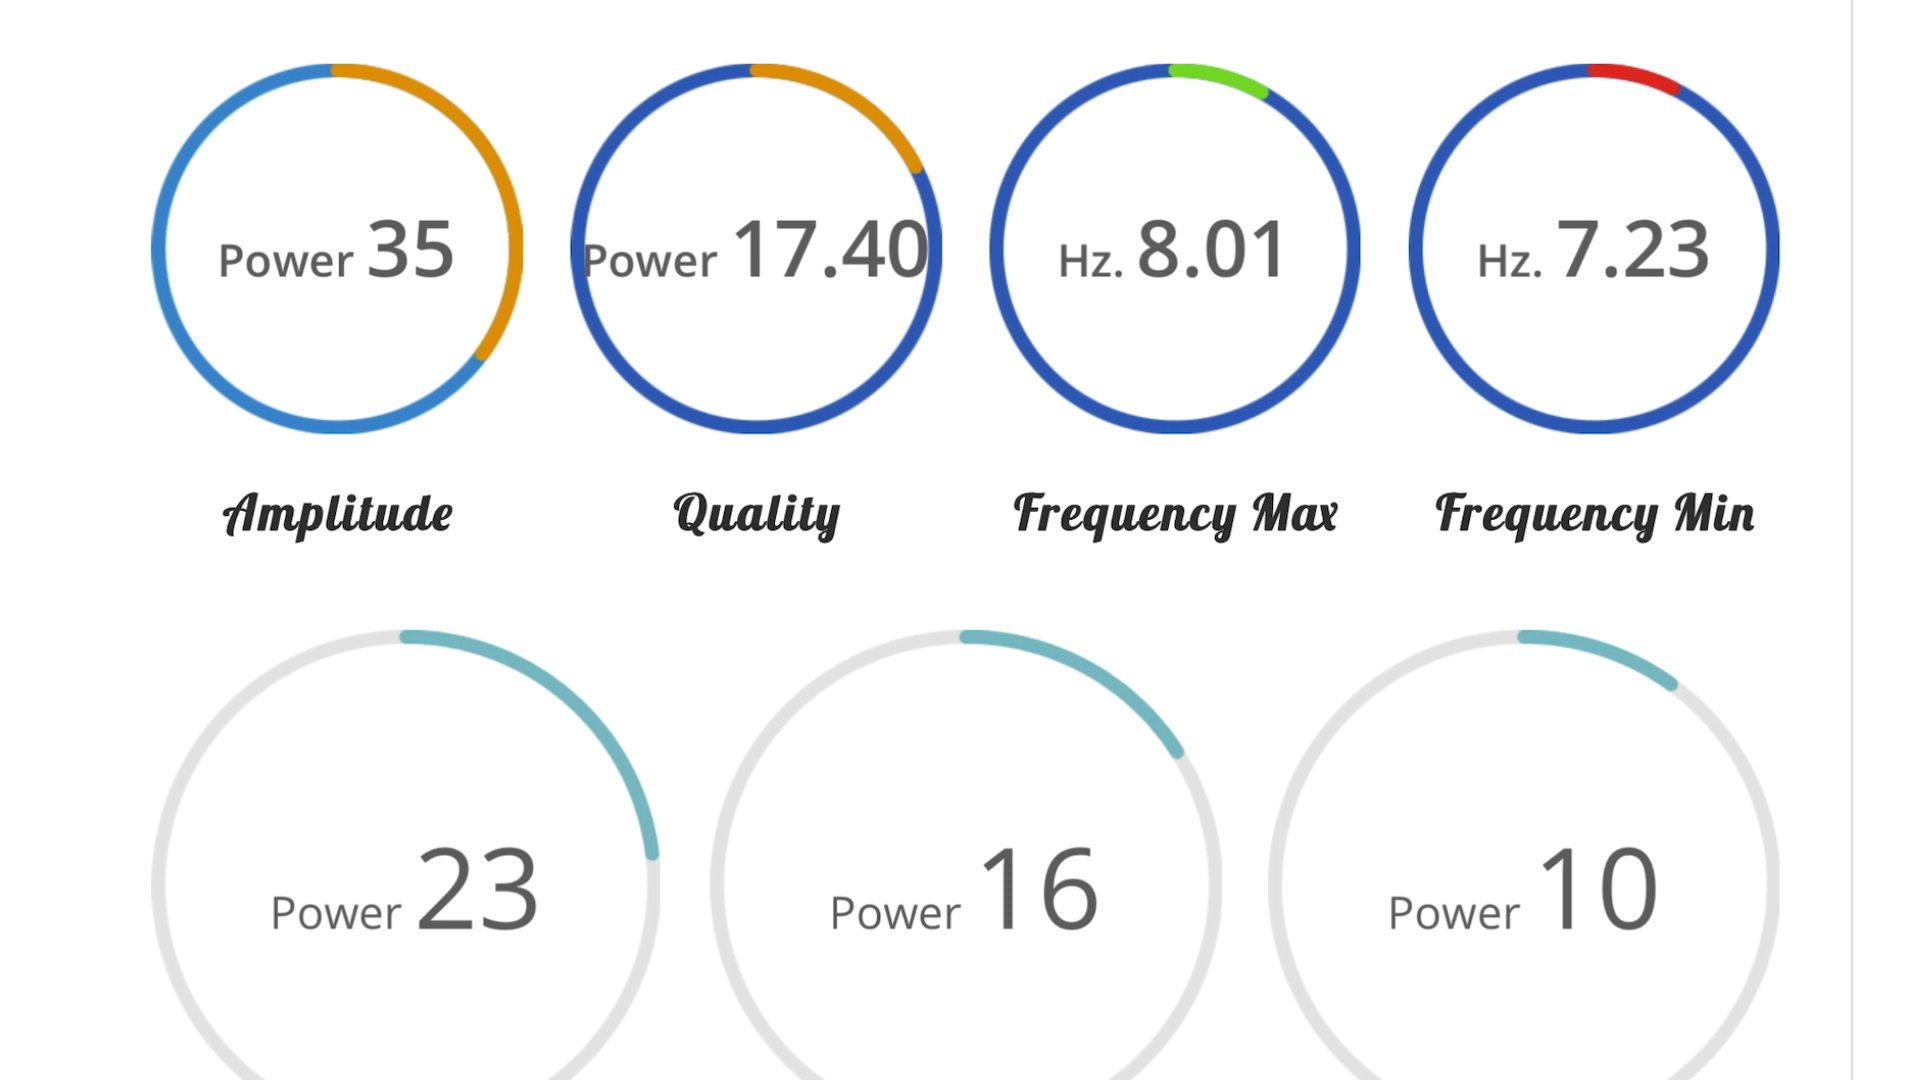 Power 35
Power 17.40
Hz. 8.01
Hz. 7.23
Amplitude
Quality
Frequency Max
Frequency Min
Power 23
Power 16
Power 10